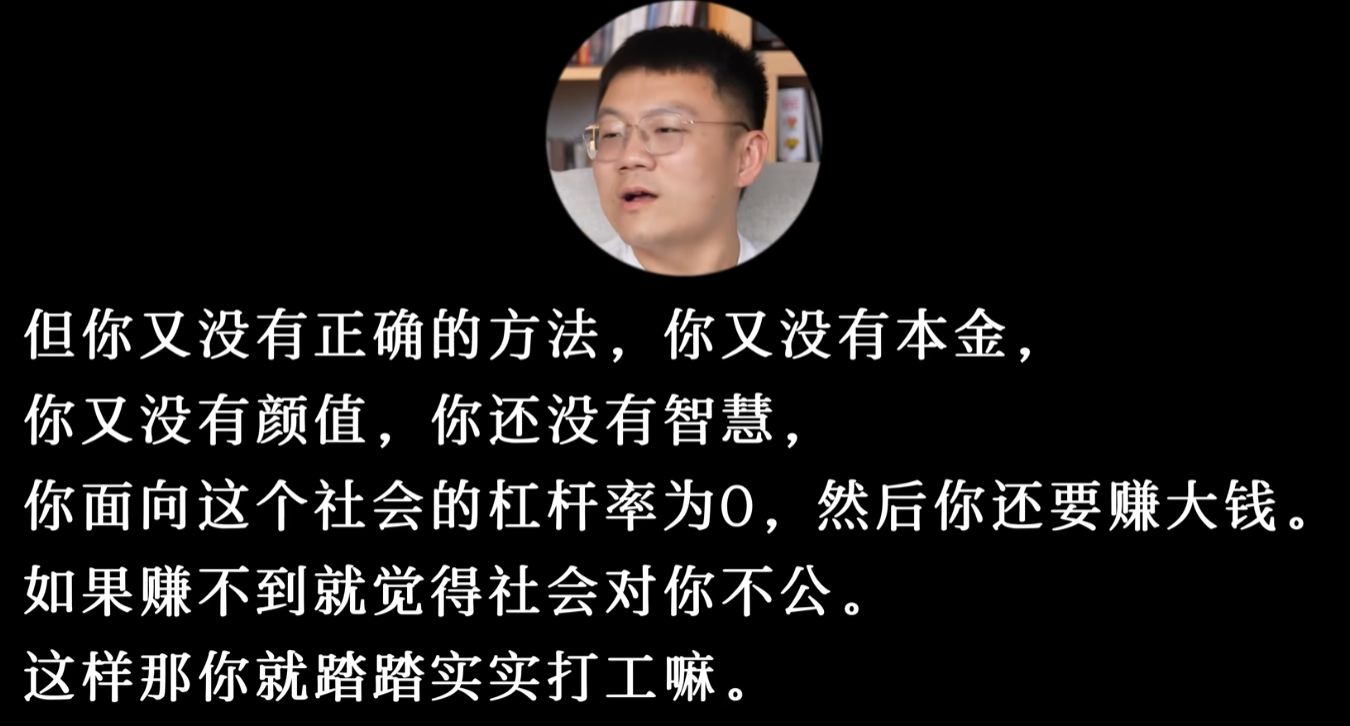 但你又没有正确的方法，你又没有本金，
你又没有颜值，你还没有智慧，
你面向这个社会的杠杆率为0，然后你还要赚大钱。
如果赚不到就觉得社会对你不公。
这样那你就踏踏实实打工嘛。